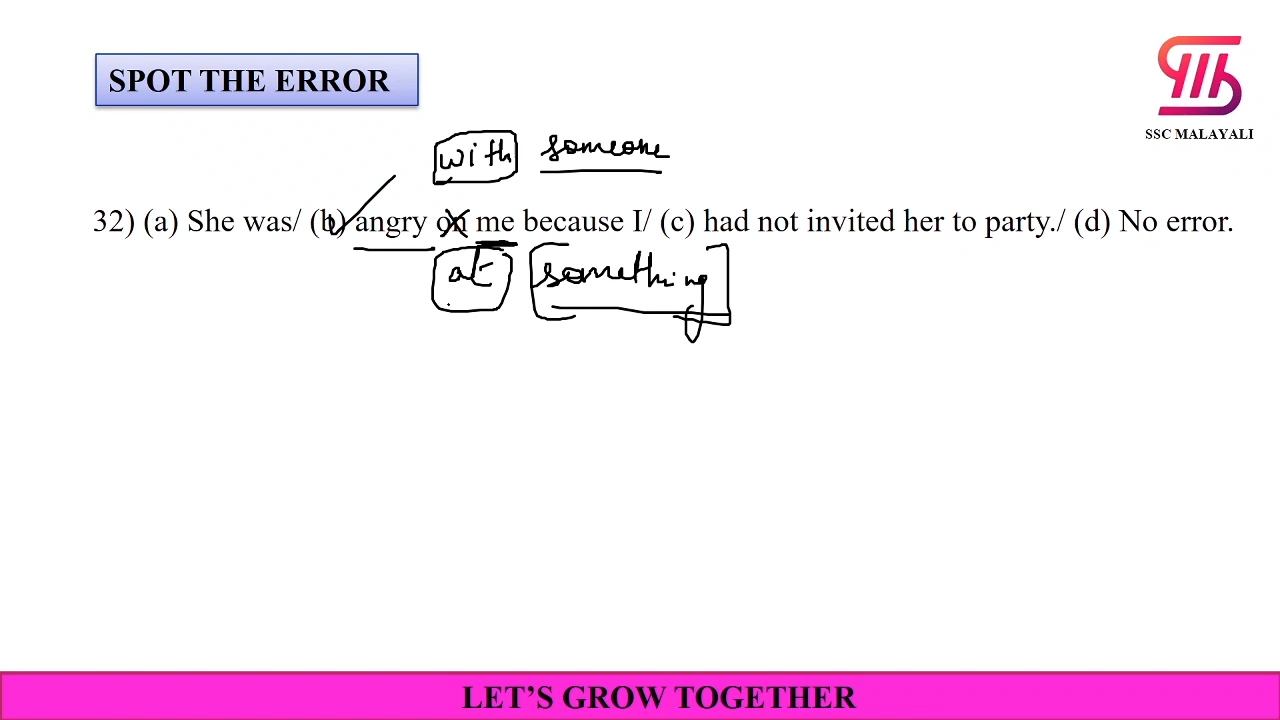 SPOT THE ERROR
SSC MALAYALI
with someone
32) (a) She was/ (b) angry on me because I/ (c) had not invited her to party./ (d) No error.
at something
LET'S GROW TOGETHER